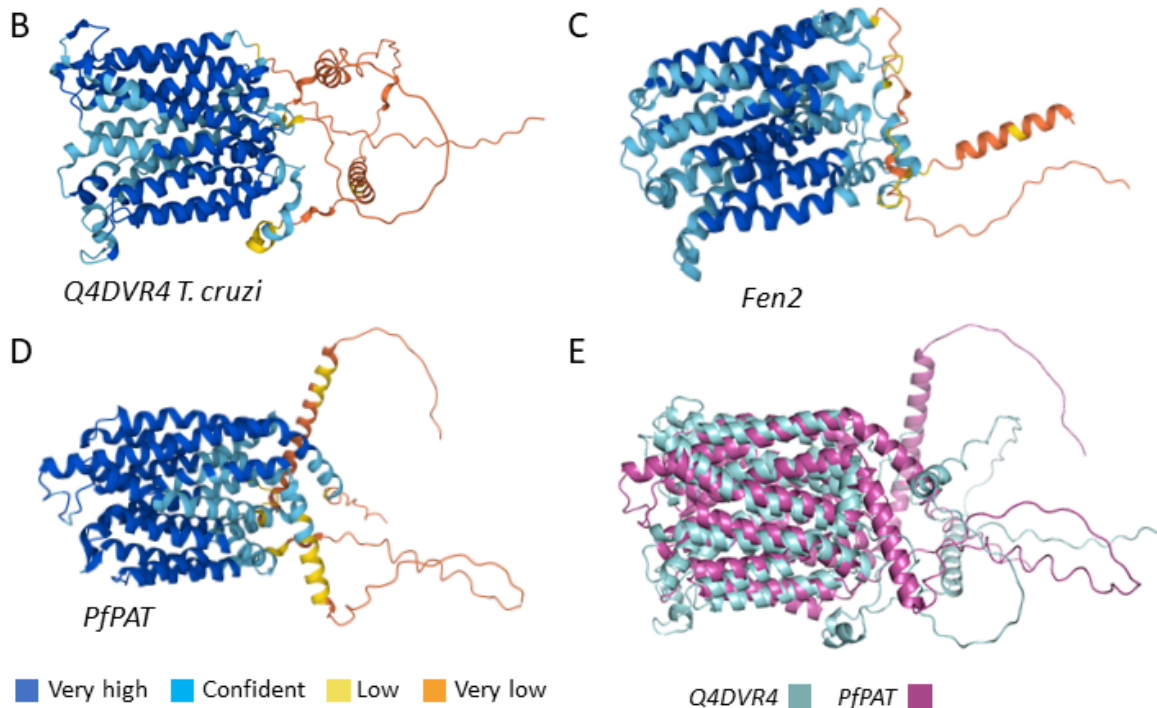 B
C
Q4DVR4 T. cruzi
Fen2
D
E
PfPAT
Very high Confident Low Very low
Q4DVR4 PfPAT